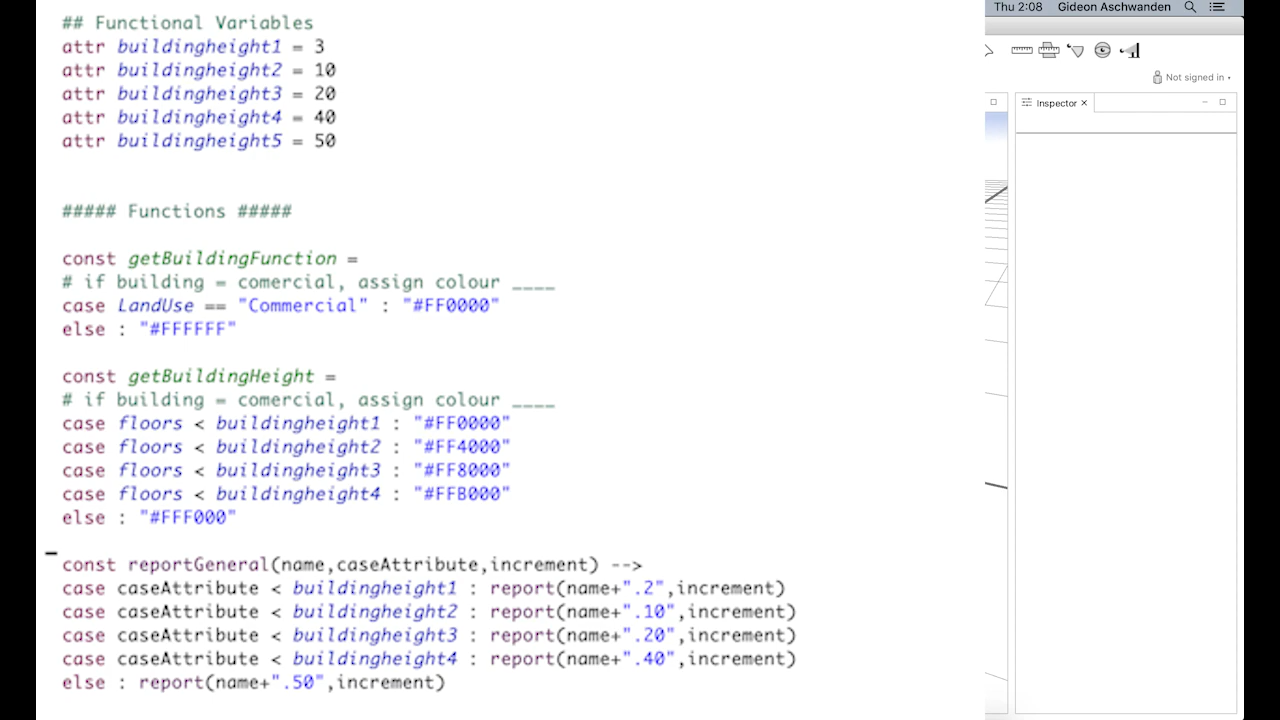 ## Functional Variables
attr buildingheight1 = 3
attr buildingheight2 = 10
attr buildingheight3 = 20
attr buildingheight4 = 40
attr buildingheight5 = 50
##### Functions #####
const getBuildingFunction =
# if building = comercial, assign colour ____
case LandUse == "Commercial" : "#FF0000"
else : "#FFFFFF"
const getBuildingHeight =
# if building = comercial, assign colour ____
case floors < buildingheight1 : "#FF0000"
case floors < buildingheight2 : "#FF4000"
case floors < buildingheight3 : "#FF8000"
case floors < buildingheight4 : "#FFB000"
else : "#FFF000"
const reportGeneral(name,caseAttribute,increment) -->
case caseAttribute < buildingheight1 : report(name+".2",increment)
case caseAttribute < buildingheight2 : report(name+".10",increment)
case caseAttribute < buildingheight3 : report(name+".20",increment)
case caseAttribute < buildingheight4 : report(name+".40",increment)
else : report(name+".50",increment)
Thu 2:08 Gideon Aschwanden
Not signed in
Inspector